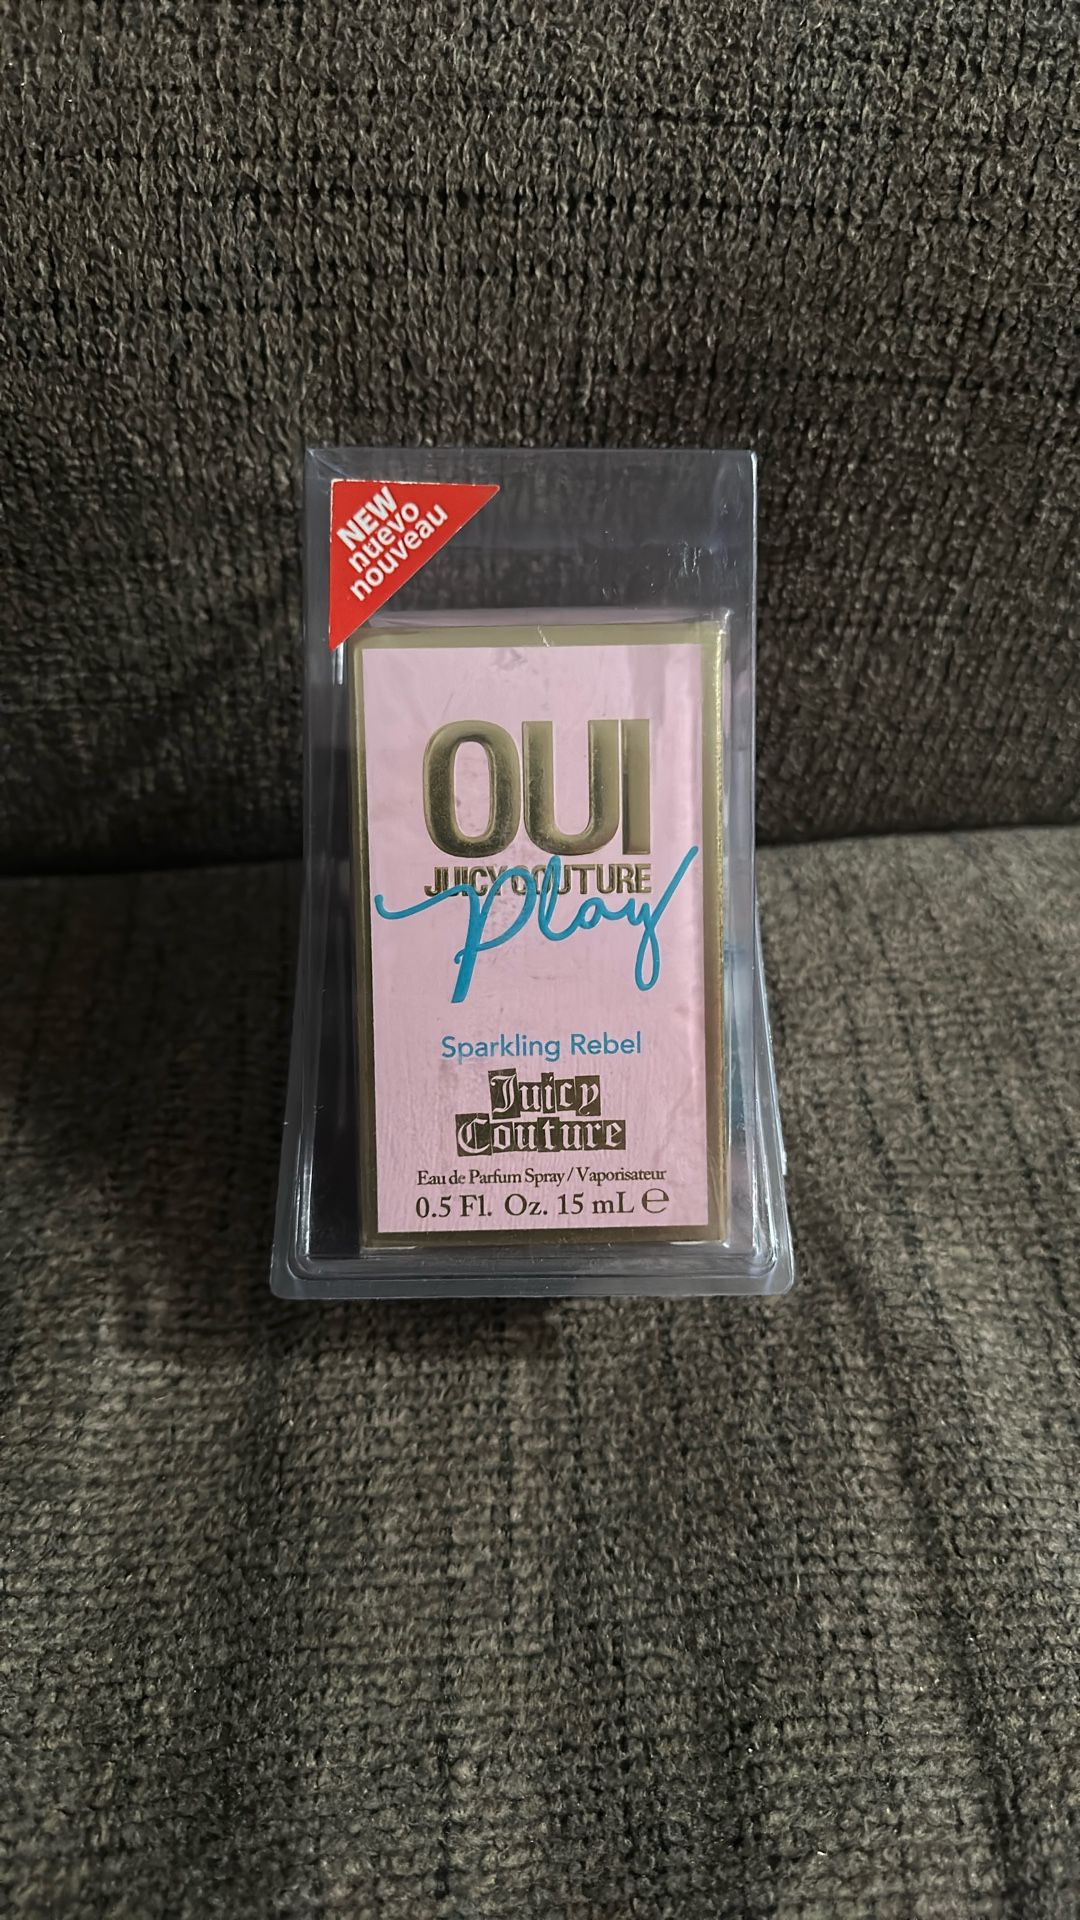 NEW
nuevo
nouveau
OUI
JUICY COUTURE
Play
Sparkling Rebel
Juicy
Couture
Eau de Parfum Spray / Vaporisateur
0.5 Fl. Oz. 15 mL ℮